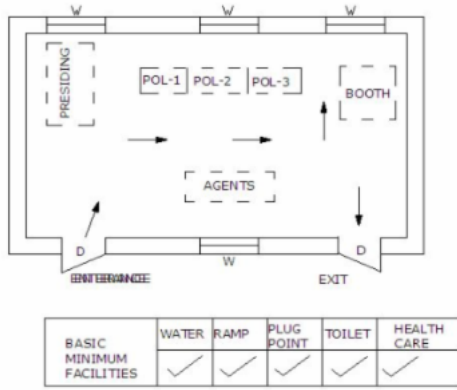 W W W
PRESIDING
POL-1 POL-2 POL-3
BOOTH
AGENTS
D D
W
EXIT
BASIC MINIMUM FACILITIES
WATER RAMP PLUG POINT TOILET HEALTH CARE